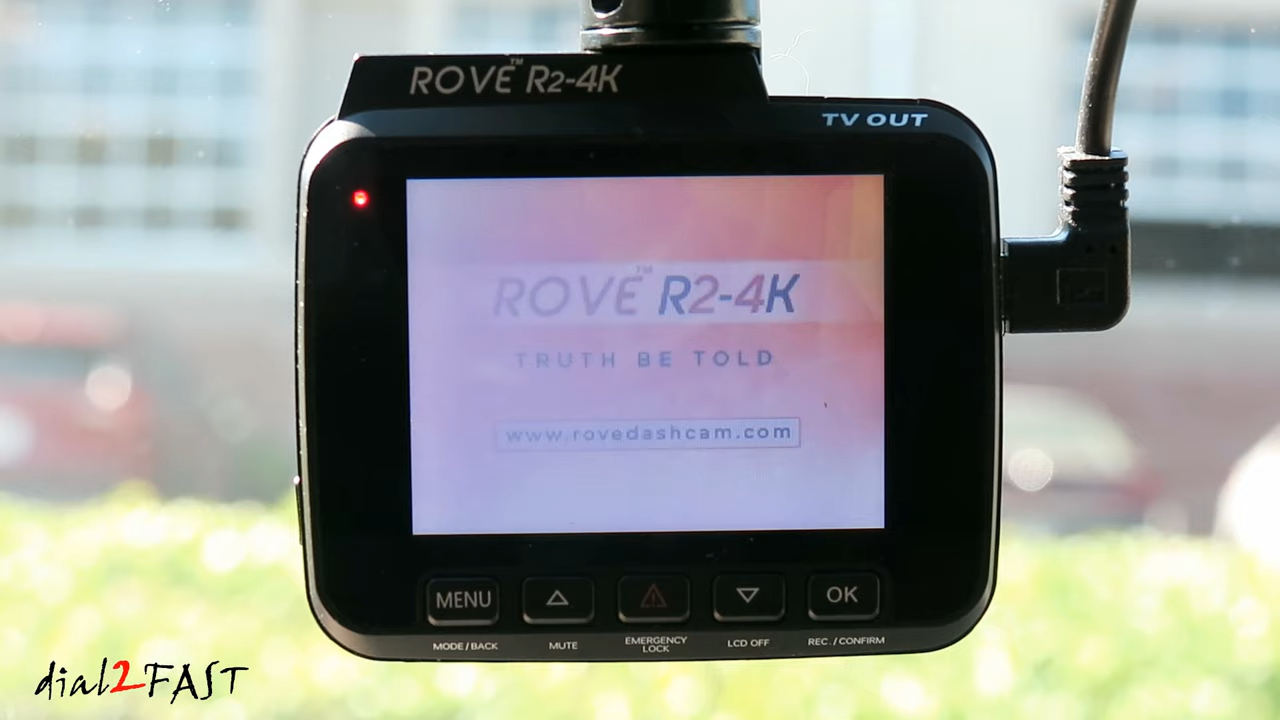 ROVE™ R2-4K
TV OUT
ROVE™ R2-4K
TRUTH BE TOLD
www.rovedashcam.com
MENU
OK
MODE / BACK
MUTE
EMERGENCY
LOCK
LCD OFF
REC. / CONFIRM
dial2FAST